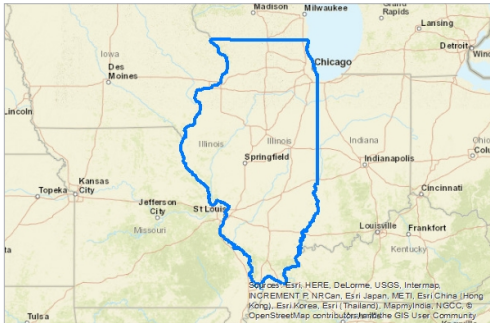 Madison
Milwaukee
Grand
Rapids
Lansing
Detroit
Iowa
Chicago
Des
Moines
Lincoln
Illinois
Illinois
Indiana
Springfield
Indianapolis
Kansas
City
Topeka
Cincinnati
Jefferson
City
St Louis
Missouri
Louisville
Frankfort
Kentucky
Tulsa
Sources: Esri, HERE, DeLorme, USGS, Intermap,
INCREMENT P, NRCan, Esri Japan, METI, Esri China (Hong
Kong), Esri Korea, Esri (Thailand), MapmyIndia, NGCC, ©
OpenStreetMap contributors, and the GIS User Community